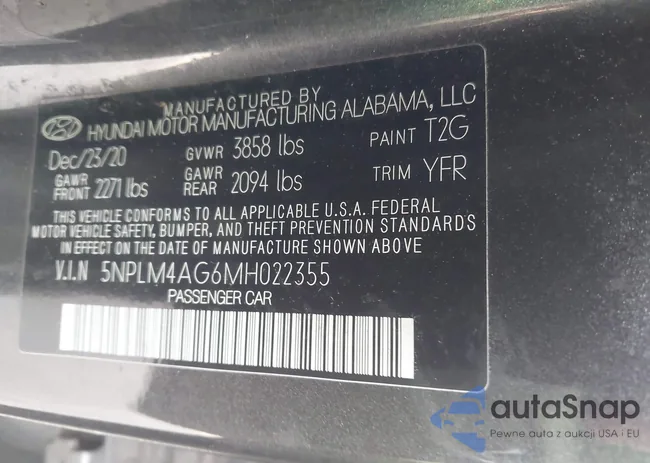 MANUFACTURED BY
HYUNDAI MOTOR MANUFACTURING ALABAMA, LLC
Dec/23/20 GVWR 3858 lbs PAINT T2G
GAWR FRONT 2271 lbs GAWR REAR 2094 lbs TRIM YFR
THIS VEHICLE CONFORMS TO ALL APPLICABLE U.S.A. FEDERAL
MOTOR VEHICLE SAFETY, BUMPER, AND THEFT PREVENTION STANDARDS
IN EFFECT ON THE DATE OF MANUFACTURE SHOWN ABOVE
V.I.N 5NPLM4AG6MH022355
PASSENGER CAR
autaSnap
Pewne auta z aukcji USA i EU